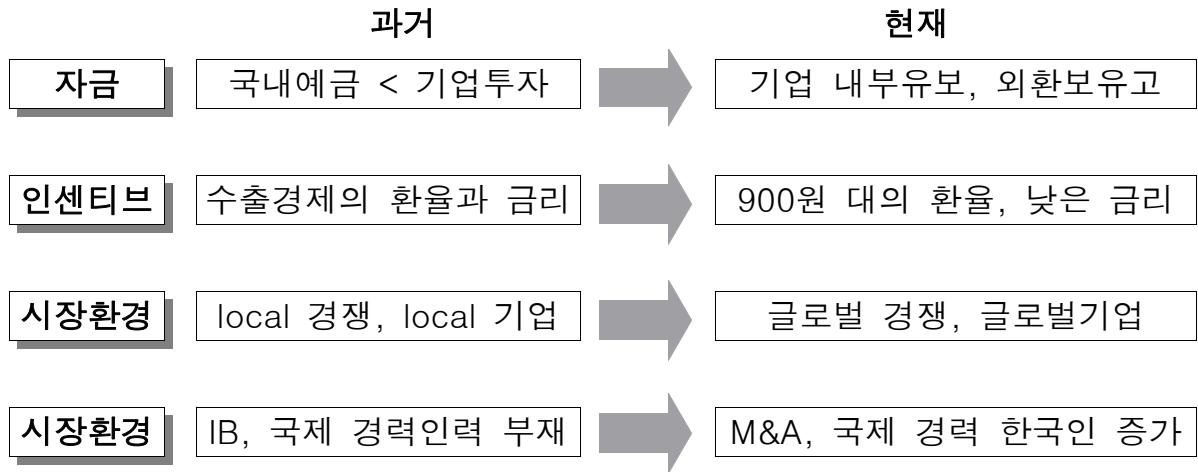 과거 현재
자금 국내예금 < 기업투자 기업 내부유보, 외환보유고
인센티브 수출경제의 환율과 금리 900원 대의 환율, 낮은 금리
시장환경 local 경쟁, local 기업 글로벌 경쟁, 글로벌기업
시장환경 IB, 국제 경력인력 부재 M&A, 국제 경력 한국인 증가